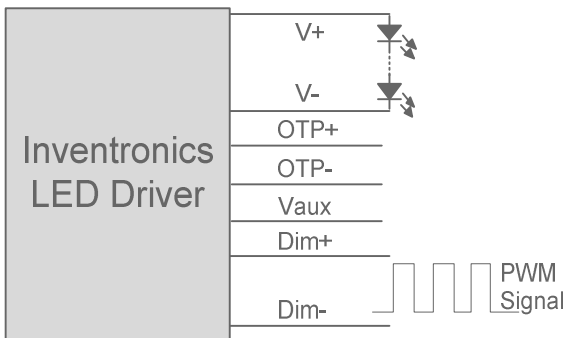 Inventronics
LED Driver
V+
V-
OTP+
OTP-
Vaux
Dim+
Dim-
PWM
Signal